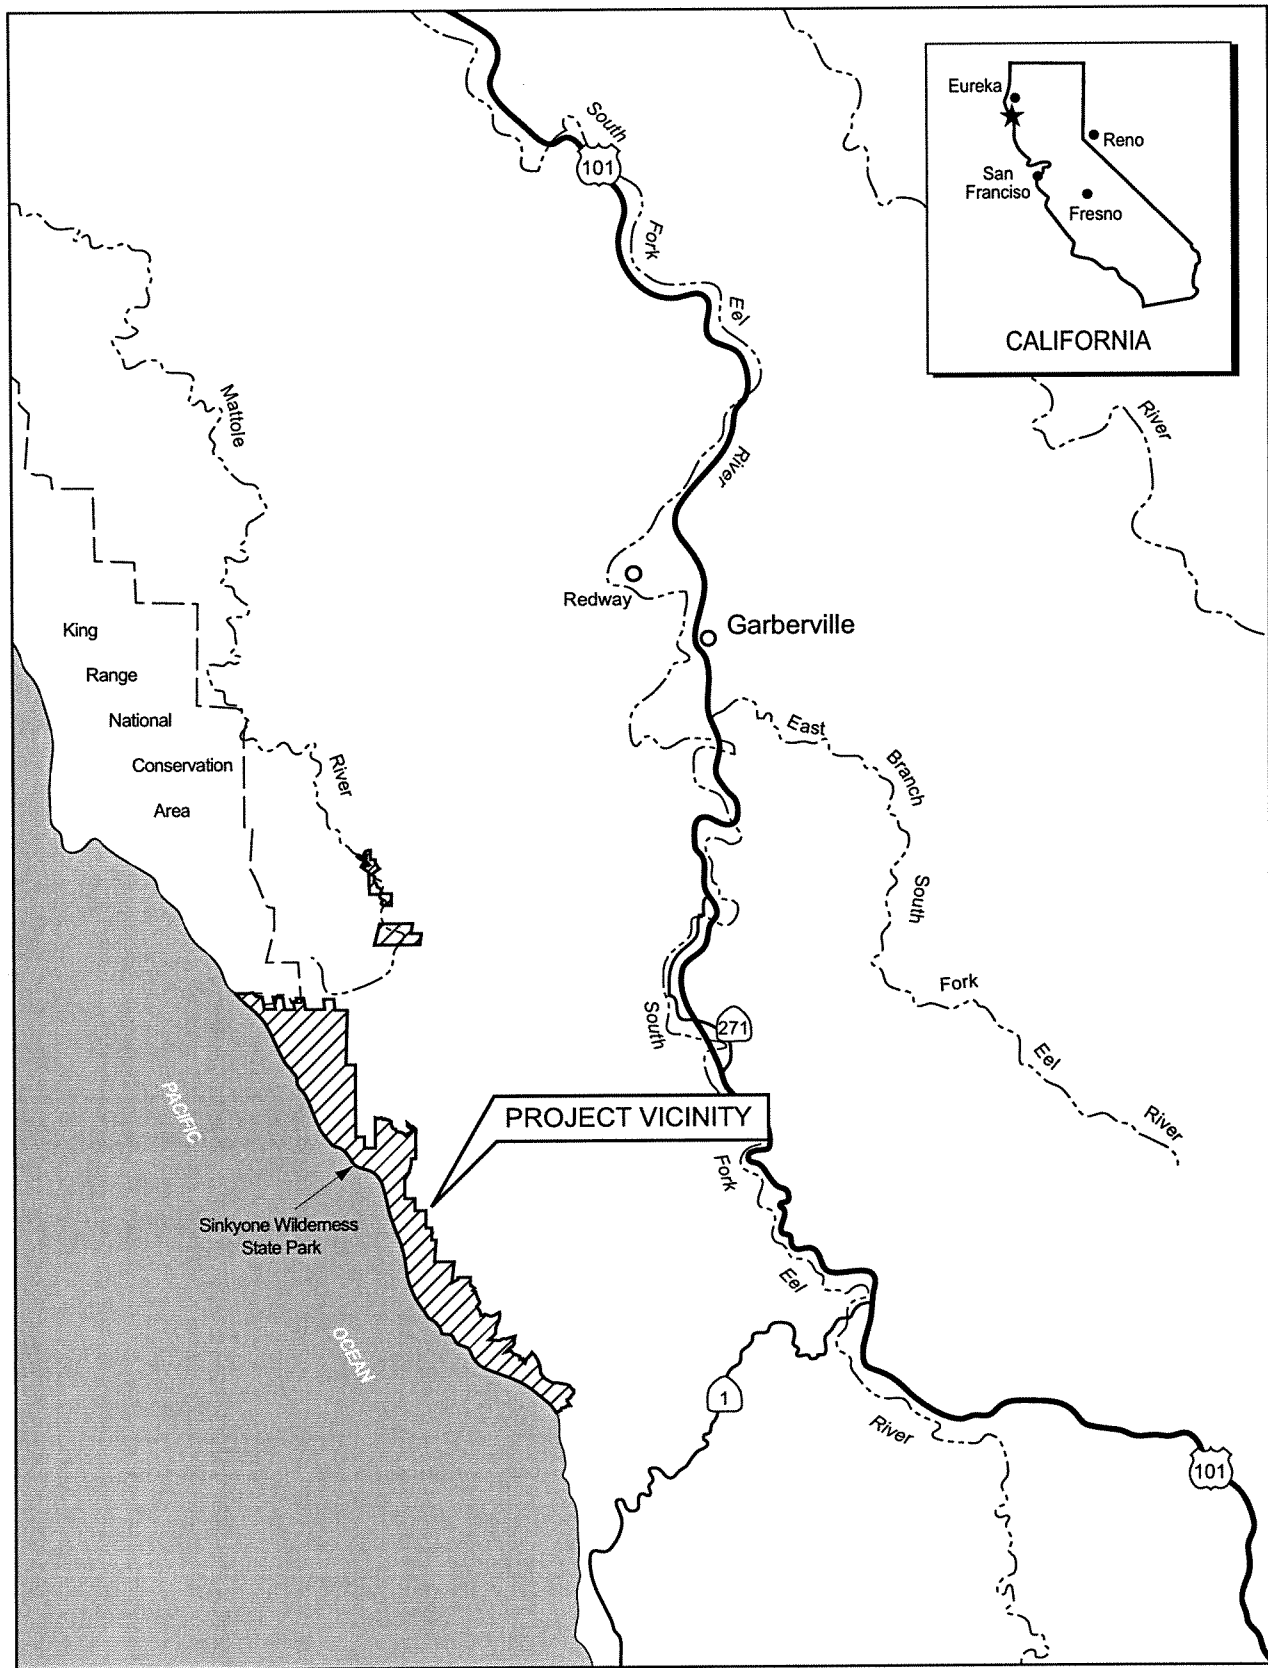 South
101
Fork
Eel
River
Eureka
Reno
San
Franciso
Fresno
CALIFORNIA
River
Mattole
Redway
Garberville
King
Range
National
Conservation
Area
River
East
Branch
South
Fork
Eel
River
South
271
PROJECT VICINITY
Fork
Eel
River
PACIFIC
OCEAN
Sinkyone Wilderness
State Park
1
101